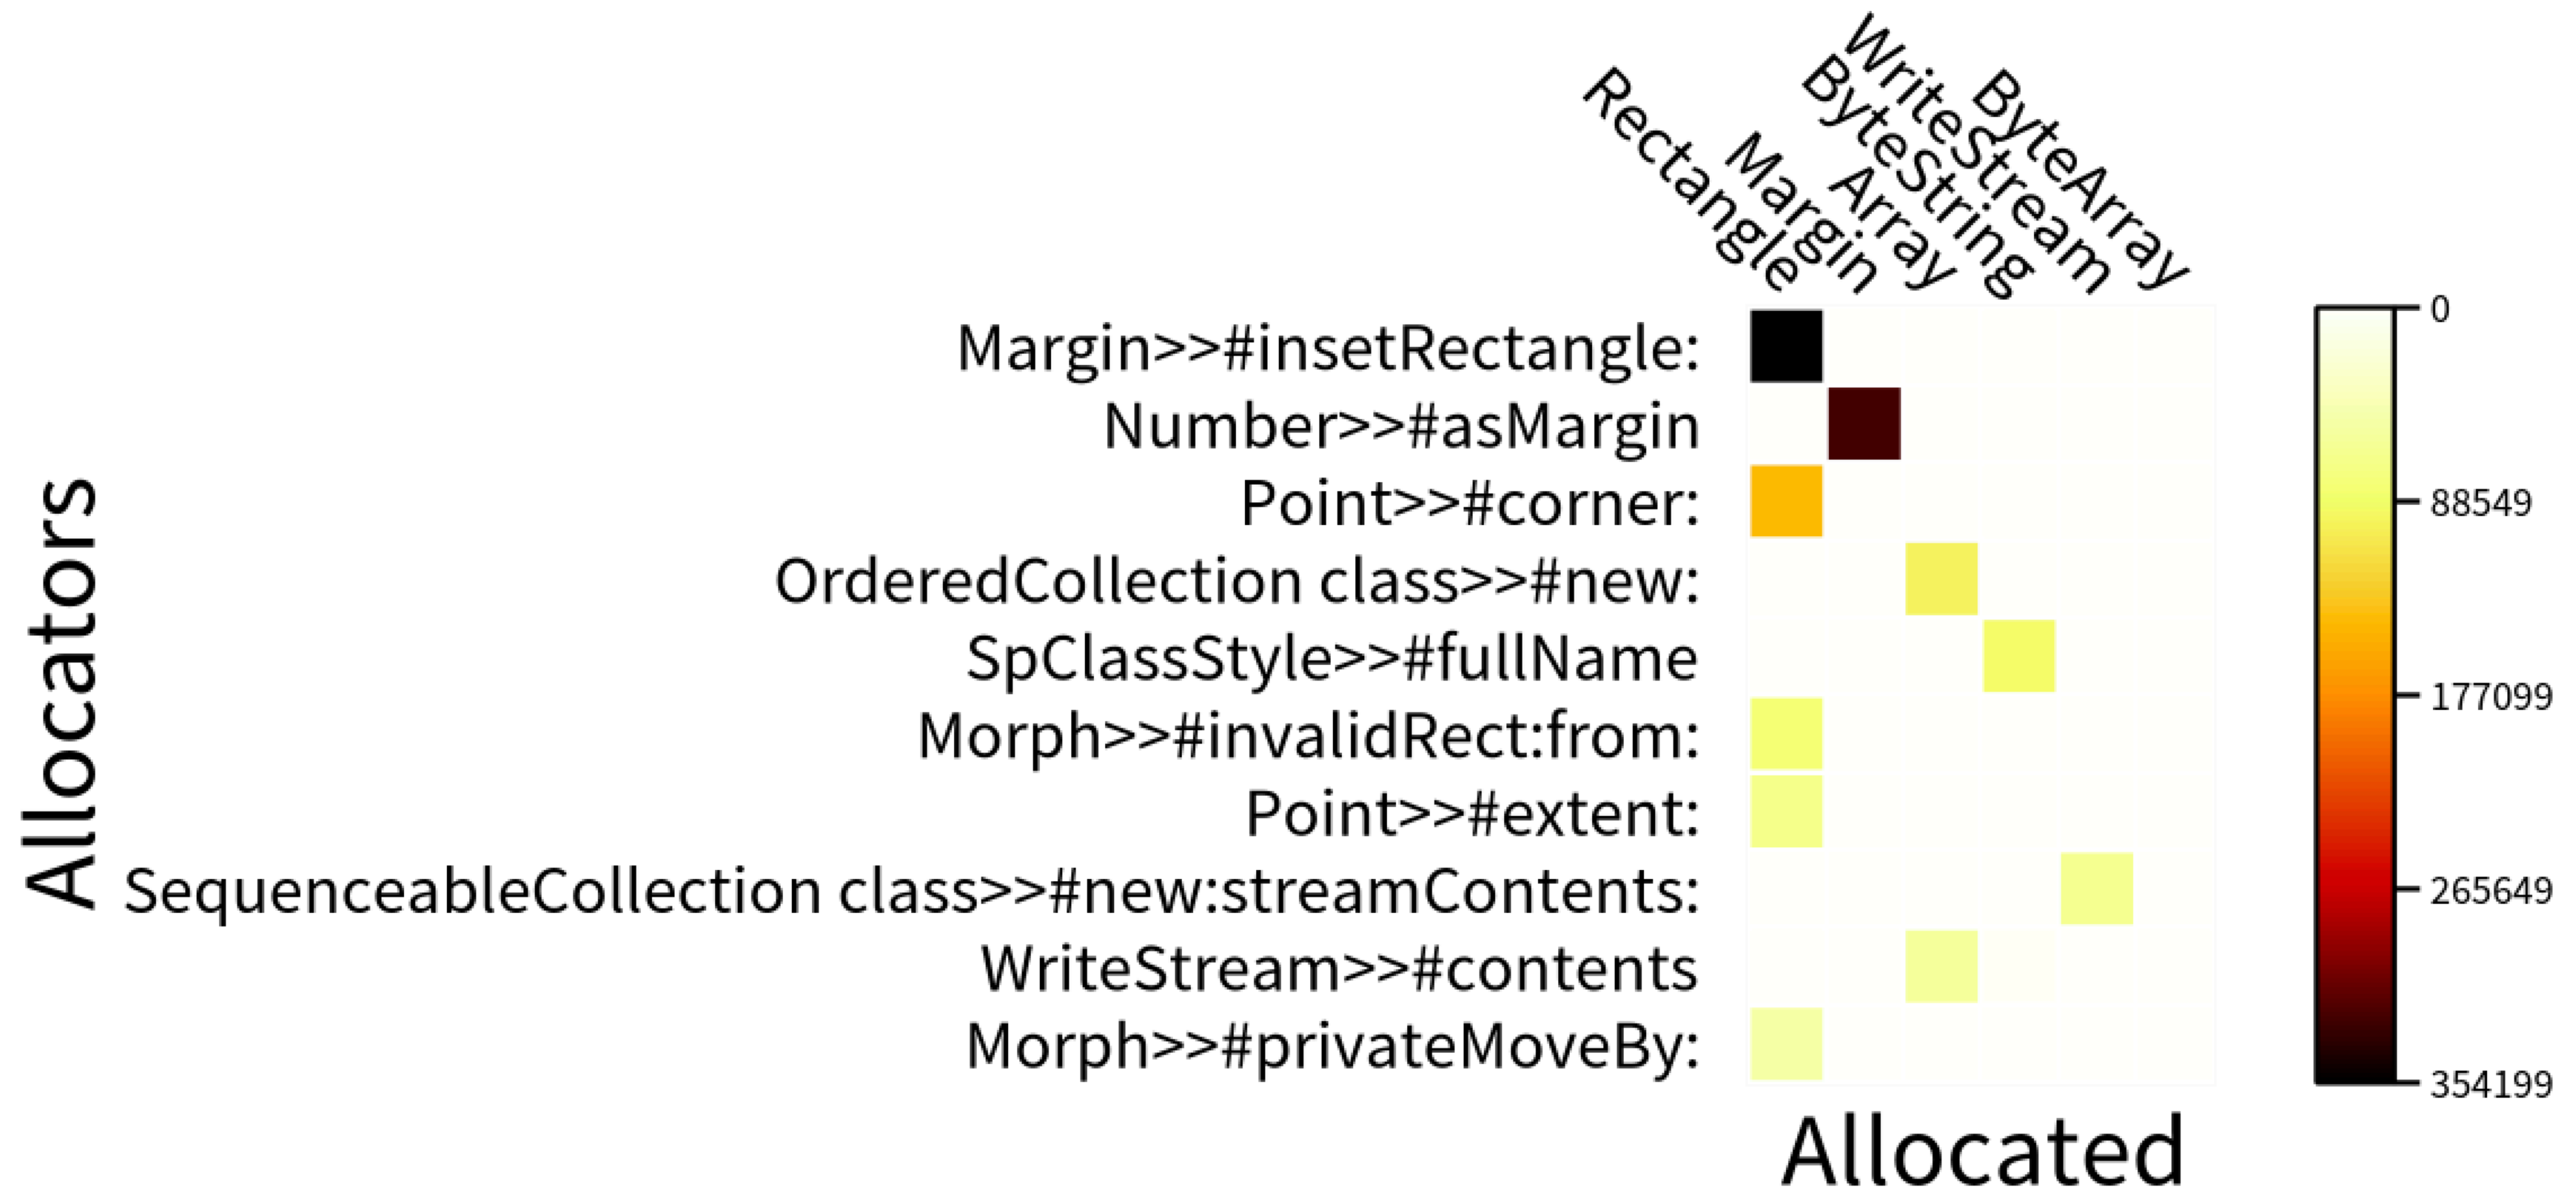 Rectangle
Margin
Array
ByteString
WriteStream
ByteArray
Allocators
Margin>>#insetRectangle:
Number>>#asMargin
Point>>#corner:
OrderedCollection class>>#new:
SpClassStyle>>#fullName
Morph>>#invalidRect:from:
Point>>#extent:
SequenceableCollection class>>#new:streamContents:
WriteStream>>#contents
Morph>>#privateMoveBy:
0
88549
177099
265649
354199
Allocated